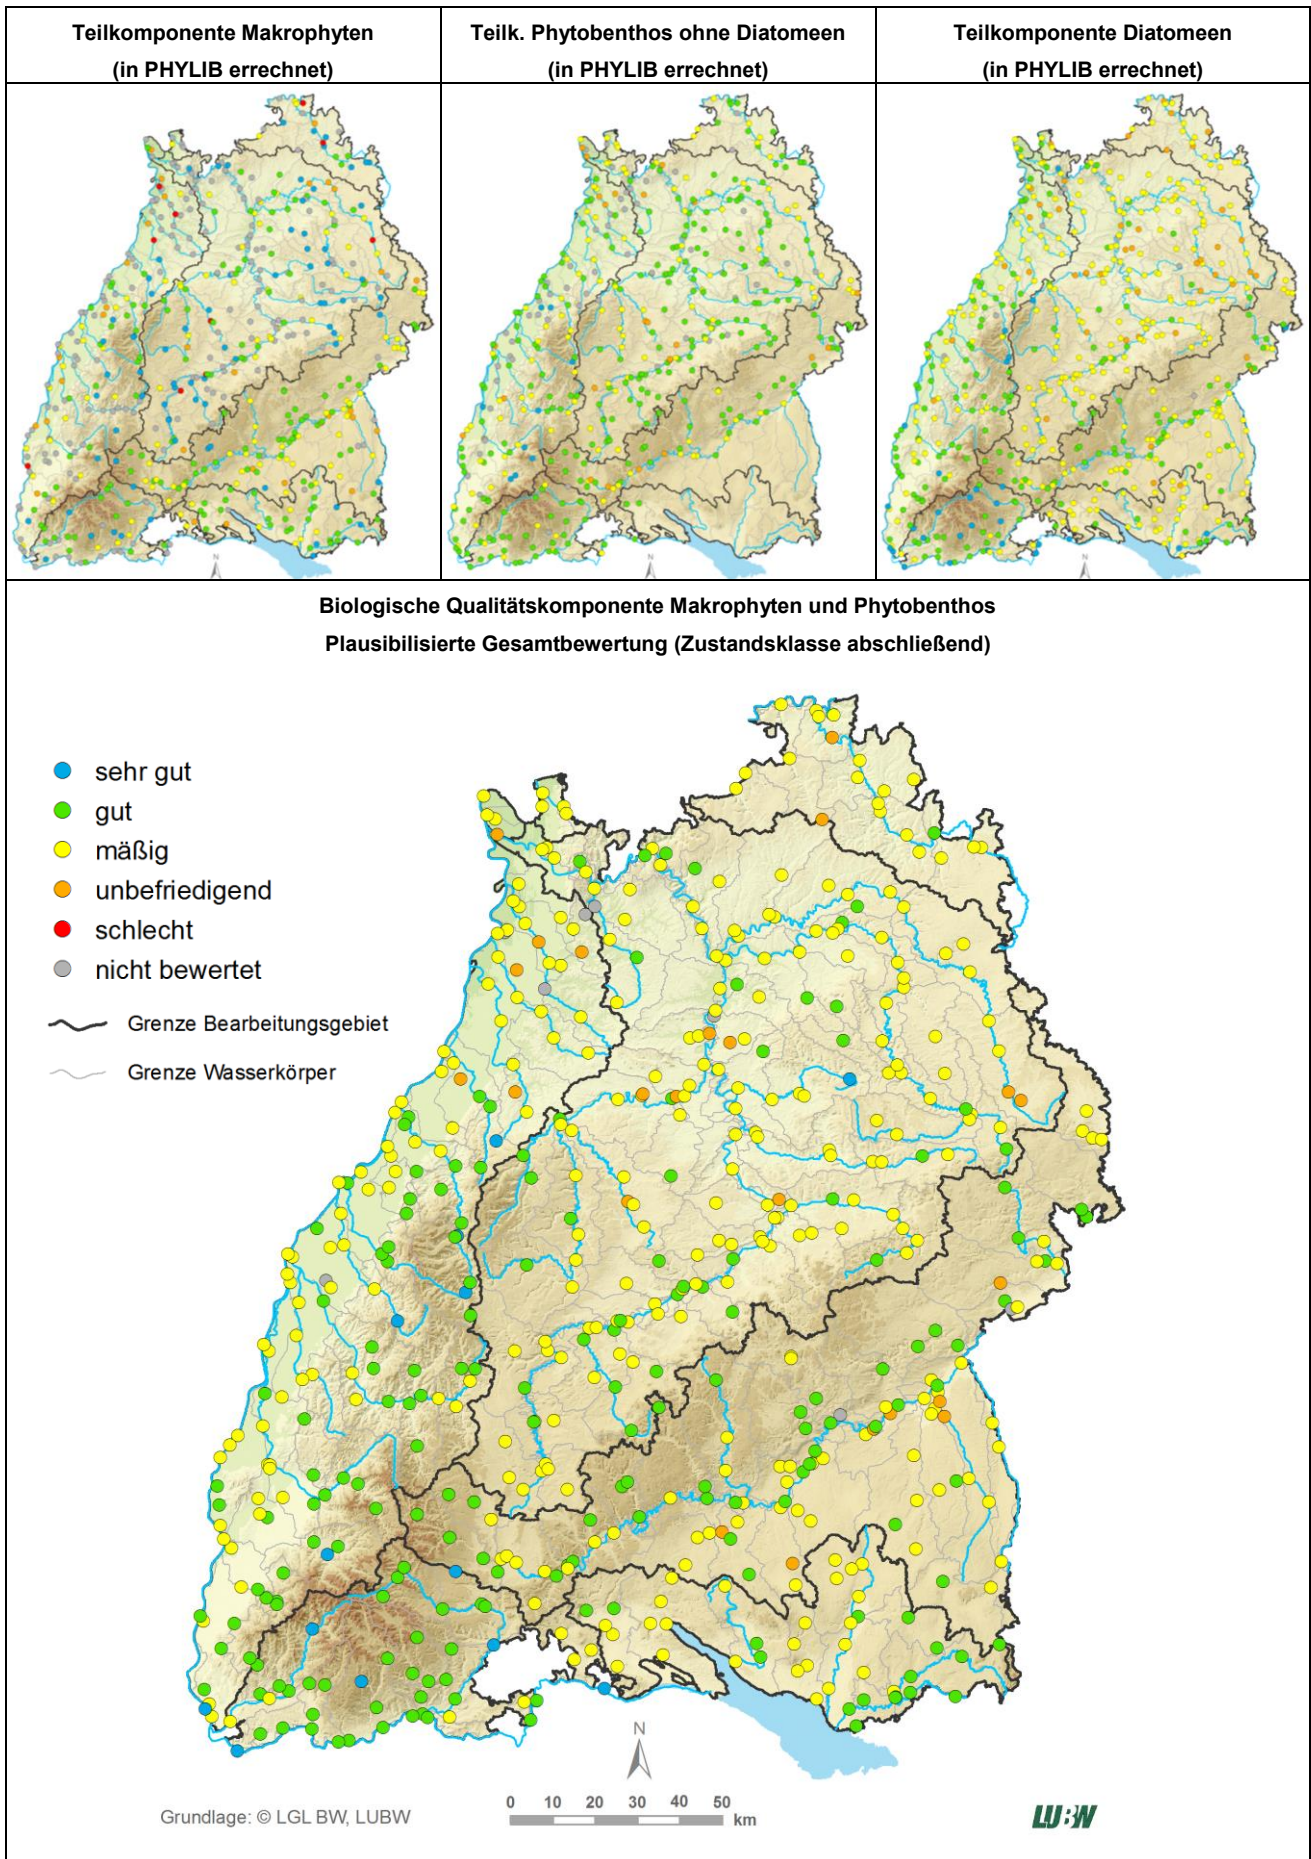 Teilkomponente Makrophyten
(in PHYLIB errechnet)
Teilk. Phytobenthos ohne Diatomeen
(in PHYLIB errechnet)
Teilkomponente Diatomeen
(in PHYLIB errechnet)
N
N
N
Biologische Qualitätskomponente Makrophyten und Phytobenthos
Plausibilisierte Gesamtbewertung (Zustandsklasse abschließend)
sehr gut
gut
mäßig
unbefriedigend
schlecht
nicht bewertet
Grenze Bearbeitungsgebiet
Grenze Wasserkörper
N
0 10 20 30 40 50
km
Grundlage: © LGL BW, LUBW
LUBW